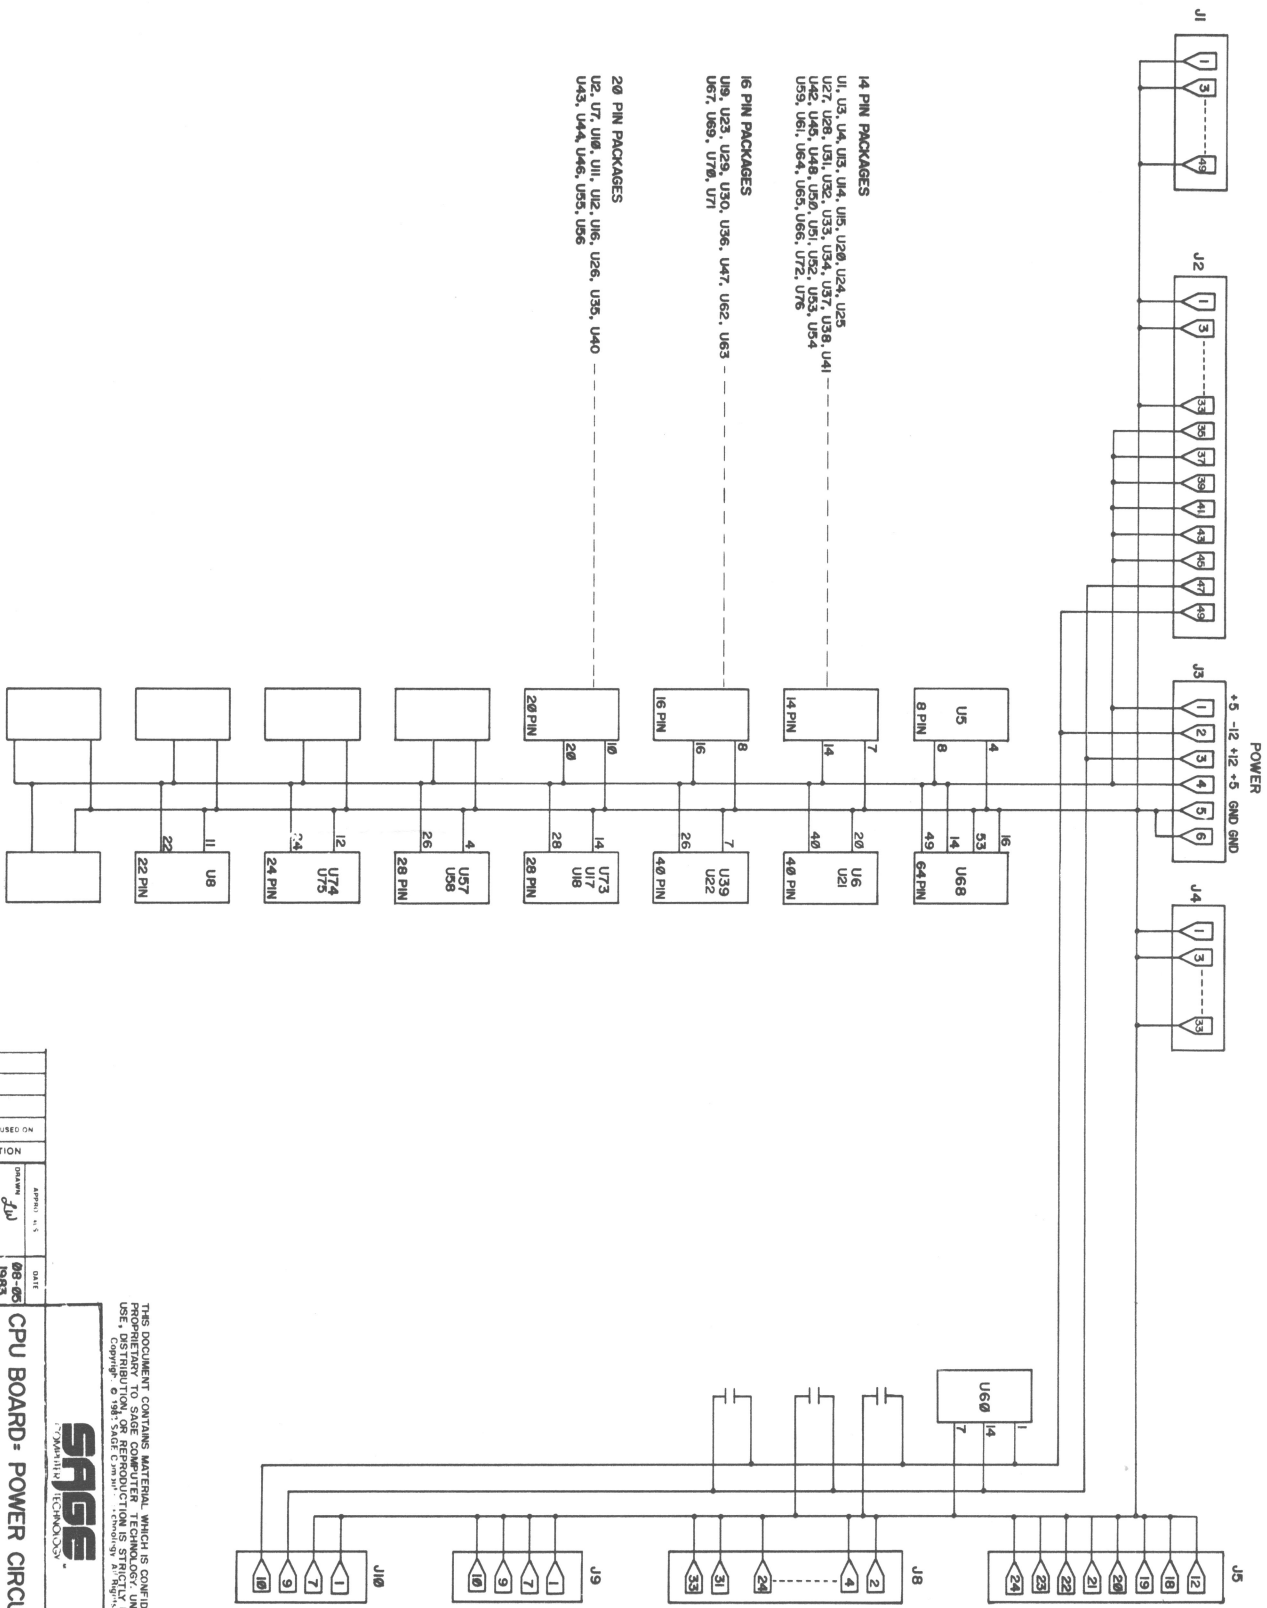 J1
1
3
49
J2
1
3
33
35
37
39
41
43
45
47
49
POWER
+5 -12 +12 +5 GND GND
J3
1
2
3
4
5
6
J4
1
3
33
14 PIN PACKAGES
U1, U3, U4, U13, U14, U15, U20, U24, U25
U27, U28, U31, U32, U33, U34, U37, U38, U41
U42, U45, U48, U50, U51, U52, U53, U54
U59, U61, U64, U65, U66, U72, U76
16 PIN PACKAGES
U19, U23, U29, U30, U36, U47, U62, U63
U67, U69, U70, U71
20 PIN PACKAGES
U2, U7, U10, U11, U12, U16, U26, U35, U40
U43, U44, U46, U55, U56
U5
8 PIN
4
8
14 PIN
7
14
16 PIN
8
16
20 PIN
10
20
16
53
14
49
U68
64 PIN
20
40
U6
U21
40 PIN
7
26
U39
U22
40 PIN
14
28
U73
U17
U18
28 PIN
4
26
U57
U58
28 PIN
12
24
U74
U75
24 PIN
11
22
U8
22 PIN
U60
1
14
7
J5
12
18
19
20
21
22
23
24
J8
2
4
24
31
33
J9
1
7
9
10
J10
1
7
9
10
THIS DOCUMENT CONTAINS MATERIAL WHICH IS
PROPRIETARY TO SAGE COMPUTER TECHNOLOGY.
USE, DISTRIBUTION, OR REPRODUCTION IS STRICTLY
Copyright © SAGE
SAGE
COMPUTER TECHNOLOGY
USED ON
DRAWN
DATE
08-05
1983
CPU BOARD= POWER